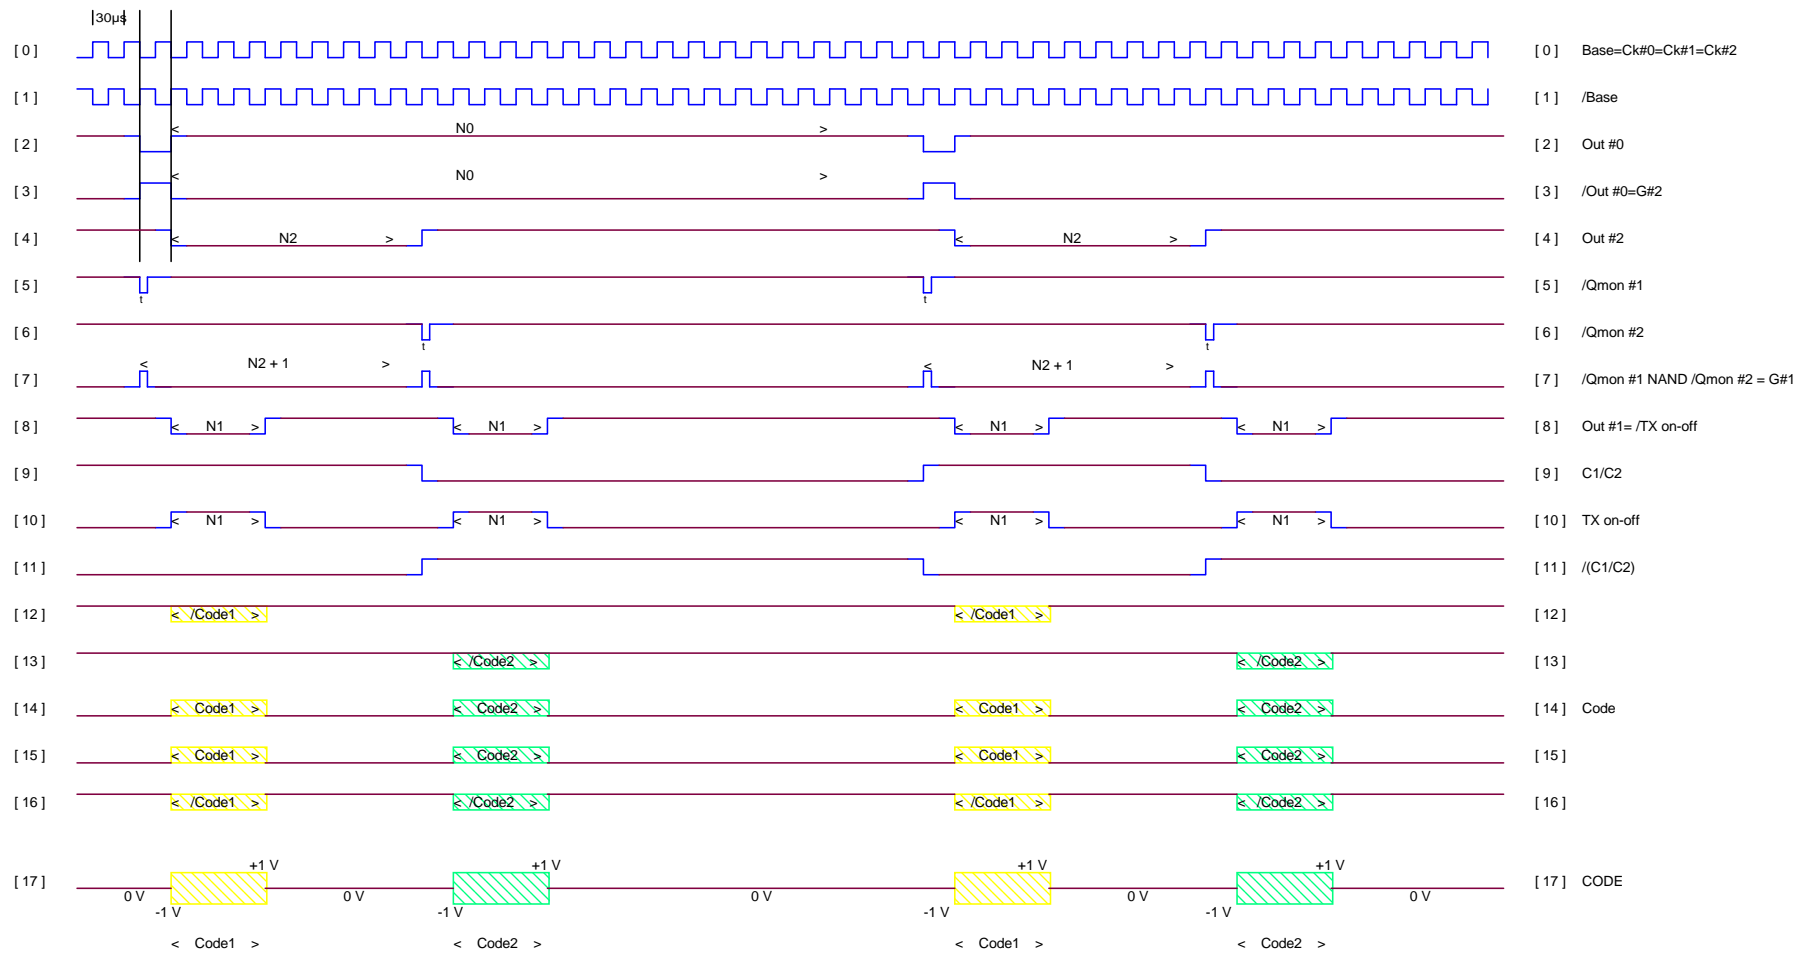 30µs
[ 0 ] [ 0 ] Base=Ck#0=Ck#1=Ck#2
[ 1 ] [ 1 ] /Base
< N0 >
[ 2 ] [ 2 ] Out #0
< N0 >
[ 3 ] [ 3 ] /Out #0=G#2
[ 4 ] < N2 > < N2 > [ 4 ] Out #2
[ 5 ] [ 5 ] /Qmon #1
t t
[ 6 ] [ 6 ] /Qmon #2
t t
< N2 + 1 > < N2 + 1 >
[ 7 ] [ 7 ] /Qmon #1 NAND /Qmon #2 = G#1
[ 8 ] < N1 > < N1 > < N1 > < N1 > [ 8 ] Out #1= /TX on-off
[ 9 ] [ 9 ] C1/C2
[ 10 ] < N1 > < N1 > < N1 > < N1 > [ 10 ] TX on-off
[ 11 ] [ 11 ] /(C1/C2)
[ 12 ] < /Code1 > < /Code1 > [ 12 ]
[ 13 ] < /Code2 > < /Code2 > [ 13 ]
[ 14 ] < Code1 > < Code2 > < Code1 > < Code2 > [ 14 ] Code
[ 15 ] < Code1 > < Code2 > < Code1 > < Code2 > [ 15 ]
[ 16 ] < /Code1 > < /Code2 > < /Code1 > < /Code2 > [ 16 ]
+1 V +1 V +1 V +1 V
[ 17 ] [ 17 ] CODE
0 V 0 V 0 V 0 V 0 V
-1 V -1 V -1 V -1 V
< Code1 > < Code2 > < Code1 > < Code2 >